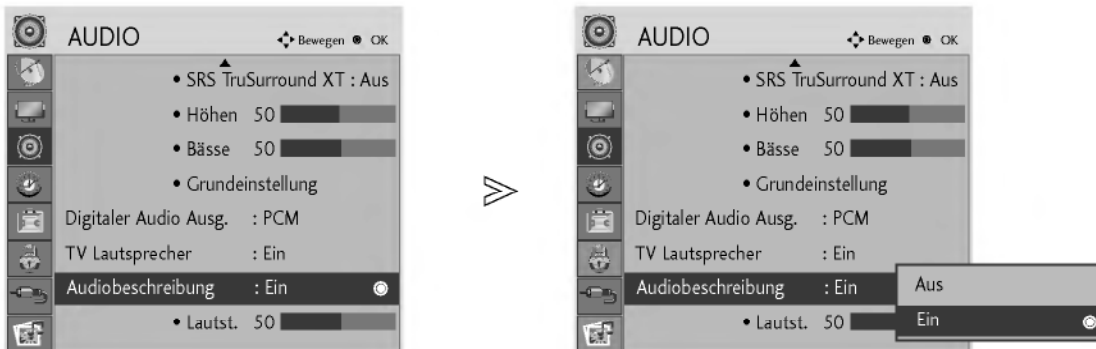 AUDIO
Bewegen OK
• SRS TruSurround XT : Aus
• Höhen 50
• Bässe 50
• Grundeinstellung
Digitaler Audio Ausg. : PCM
TV Lautsprecher : Ein
Audiobeschreibung : Ein
• Lautst. 50
AUDIO
Bewegen OK
• SRS TruSurround XT : Aus
• Höhen 50
• Bässe 50
• Grundeinstellung
Digitaler Audio Ausg. : PCM
TV Lautsprecher : Ein
Audiobeschreibung : Ein
• Lautst. 50
Aus
Ein